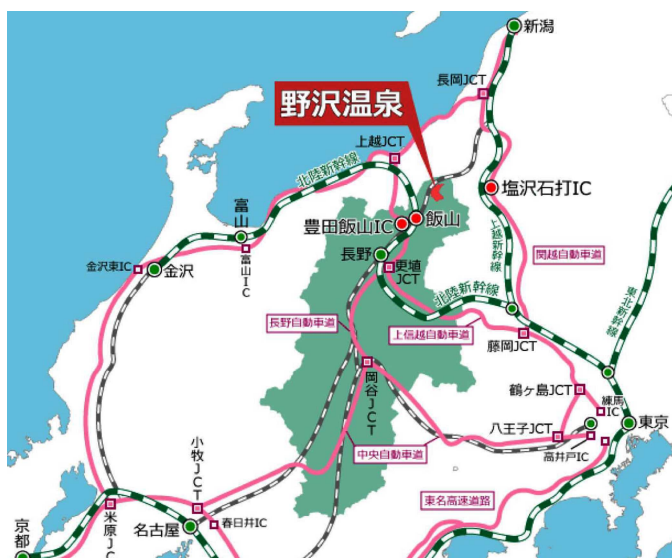 新潟
長岡JCT
野沢温泉
上越JCT
北陸新幹線
塩沢石打IC
富山
豊田飯山IC
飯山
上越新幹線
関越自動車道
金沢東IC
金沢
富山IC
長野
更埴
JCT
北陸新幹線
東北新幹線
長野自動車道
上信越自動車道
藤岡JCT
岡谷JCT
鶴ヶ島JCT
練馬
IC
東京
八王子JCT
高井戸IC
小牧JCT
中央自動車道
東名高速道路
京都
米原JC
名古屋
春日井IC